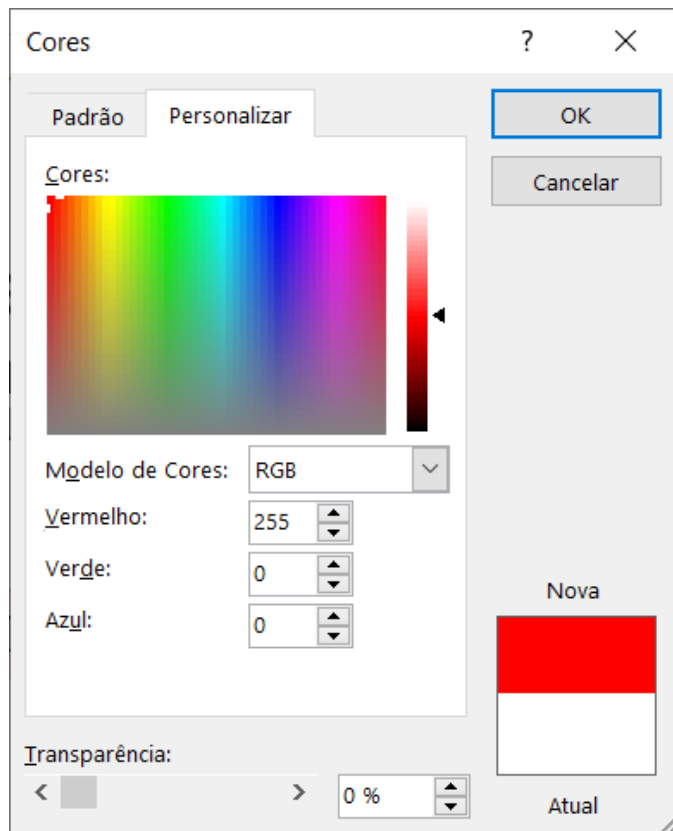 Cores ?
Padrão Personalizar OK
Cores: Cancelar
Modelo de Cores: RGB
Vermelho: 255
Verde: 0
Azul: 0
Nova
Transparência:
0 %
Atual